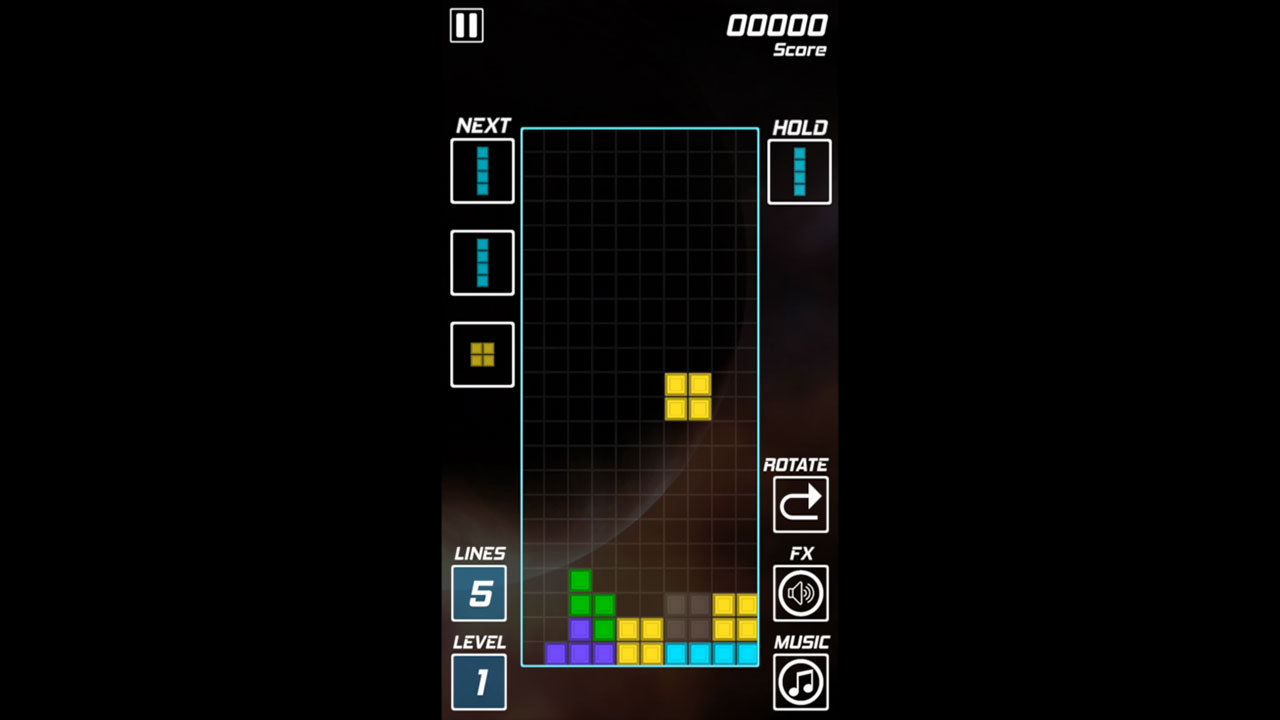 00000
Score
NEXT
HOLD
ROTATE
LINES
5
FX
LEVEL
1
MUSIC